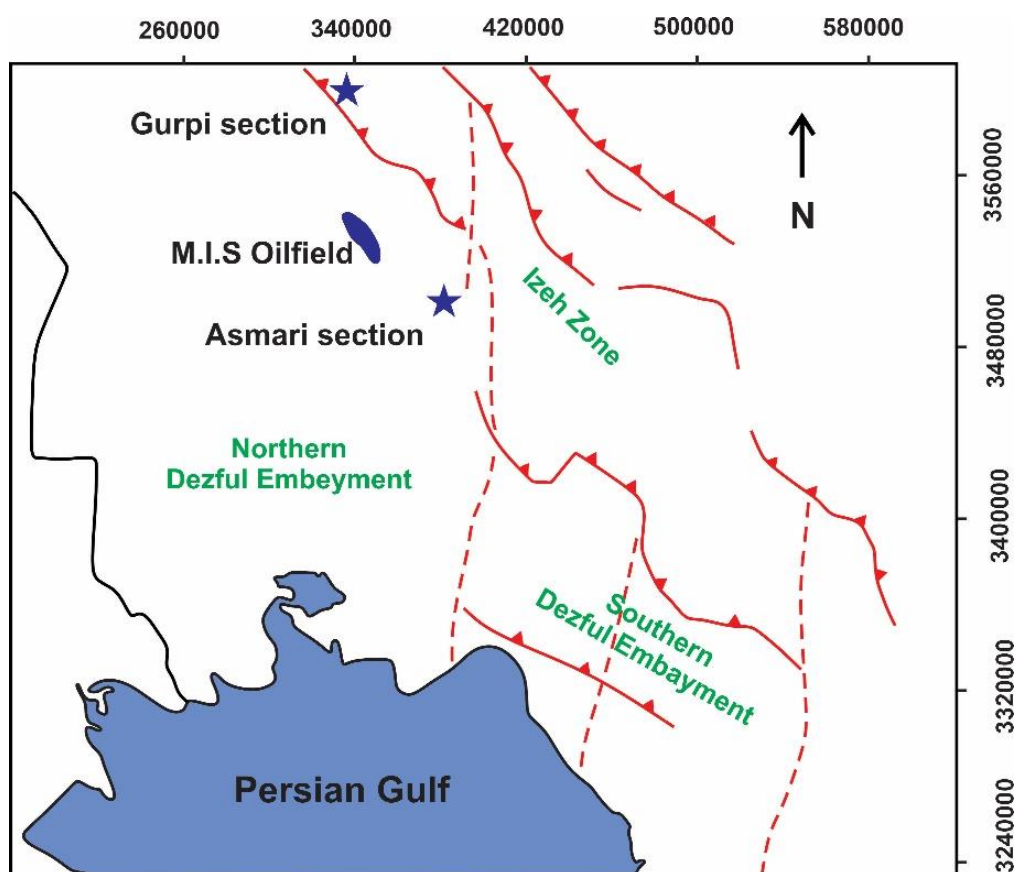 260000
340000
420000
500000
580000
Gurpi section
M.I.S Oilfield
Asmari section
Izeh Zone
N
Northern
Dezful Embeyment
Southern
Dezful Embayment
Persian Gulf
3560000
3480000
3400000
3320000
3240000